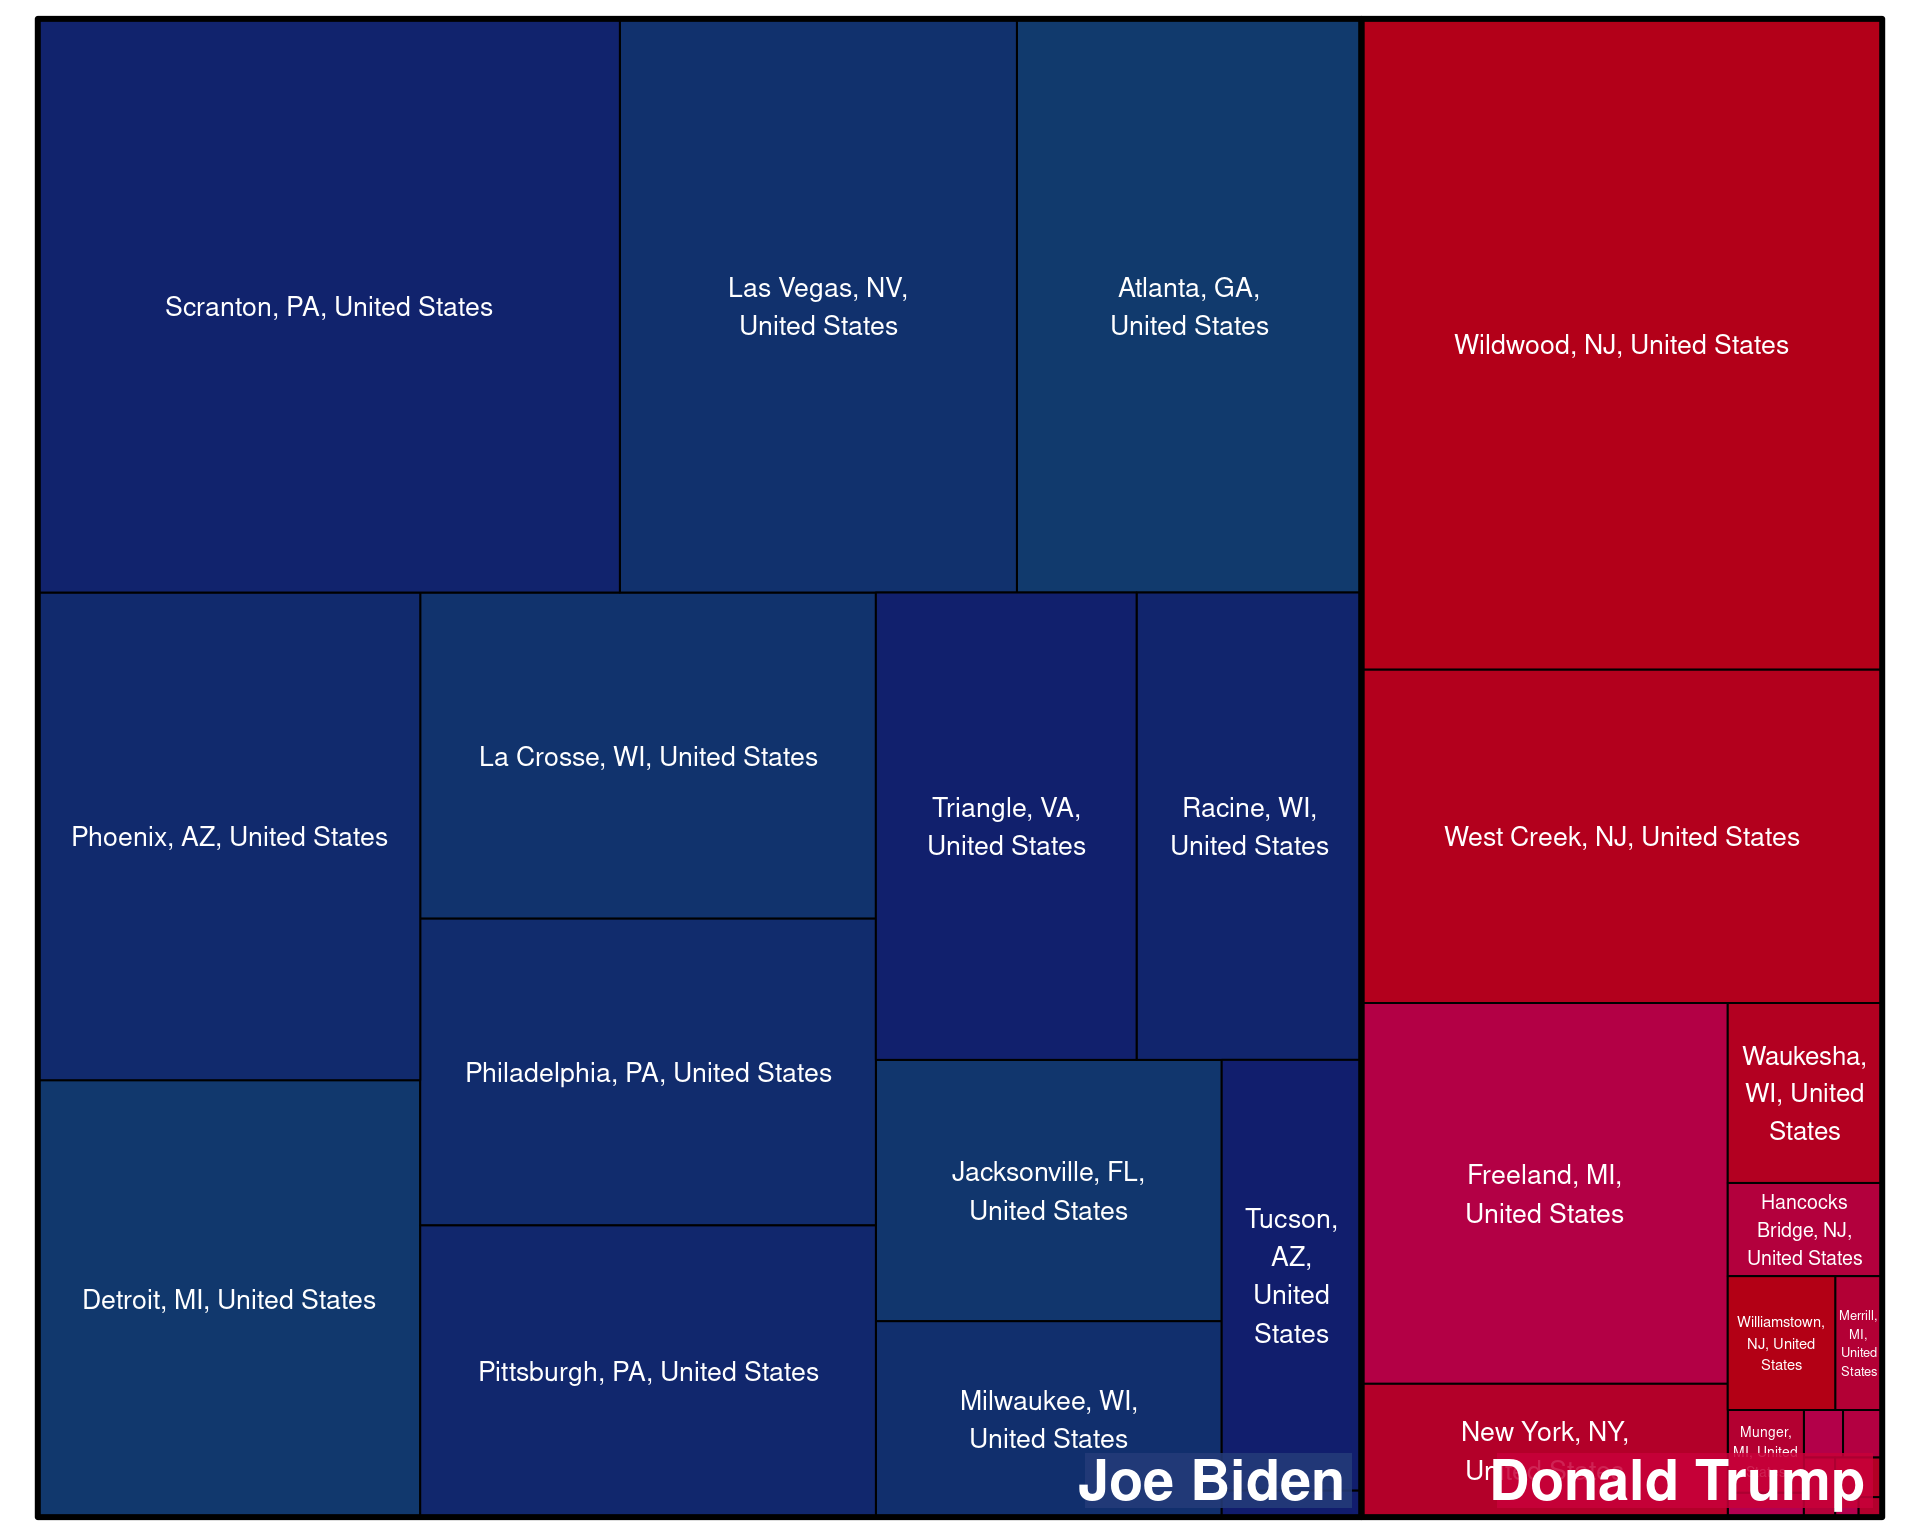 Scranton, PA, United States
Las Vegas, NV,
United States
Atlanta, GA,
United States
Wildwood, NJ, United States
Phoenix, AZ, United States
La Crosse, WI, United States
Triangle, VA,
United States
Racine, WI,
United States
West Creek, NJ, United States
Philadelphia, PA, United States
Detroit, MI, United States
Pittsburgh, PA, United States
Jacksonville, FL,
United States
Tucson,
AZ,
United
States
Milwaukee, WI,
United States
Freeland, MI,
United States
Waukesha,
WI, United
States
Hancocks
Bridge, NJ,
United States
Williamstown,
NJ, United
States
Merrill,
MI,
United
States
New York, NY,
Munger,
MI, United
Joe Biden
Donald Trump